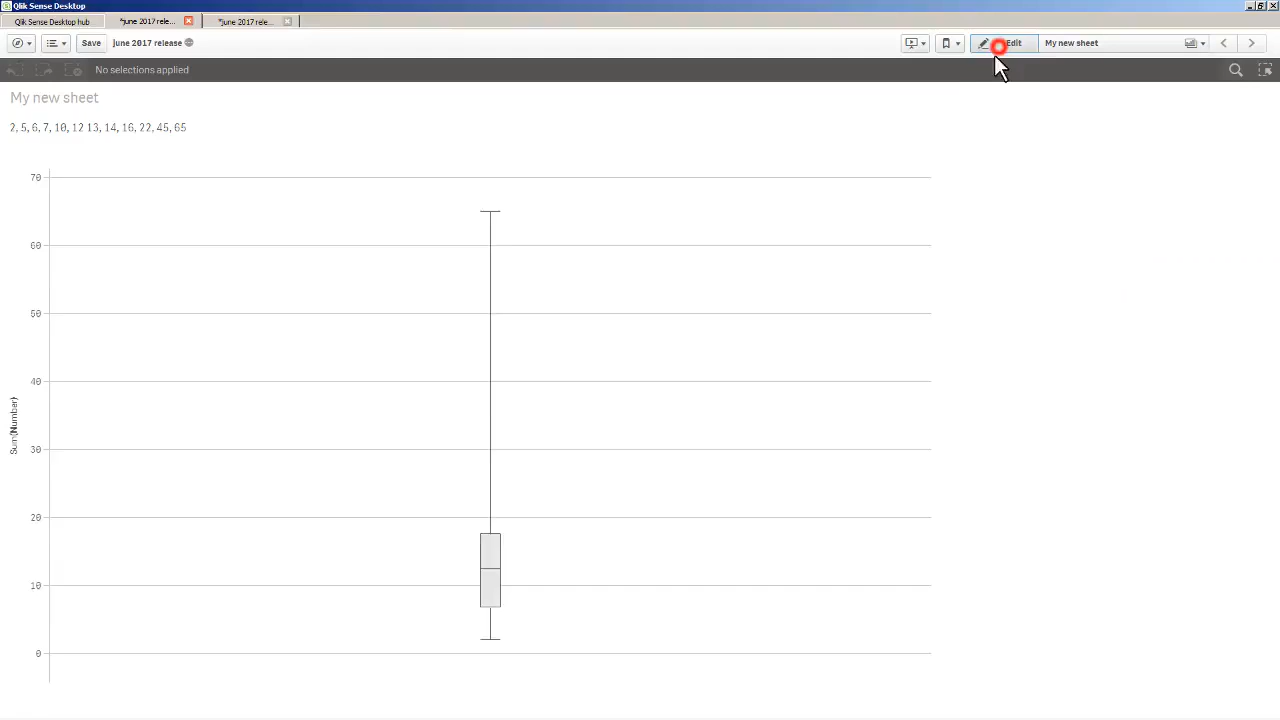 Qlik Sense Desktop
Qlik Sense Desktop hub
*june 2017 rele...
*june 2017 rele...
Save
june 2017 release
Edit
My new sheet
No selections applied
My new sheet
2, 5, 6, 7, 10, 12 13, 14, 16, 22, 45, 65
70
60
50
40
30
20
10
0
Sum(Number)